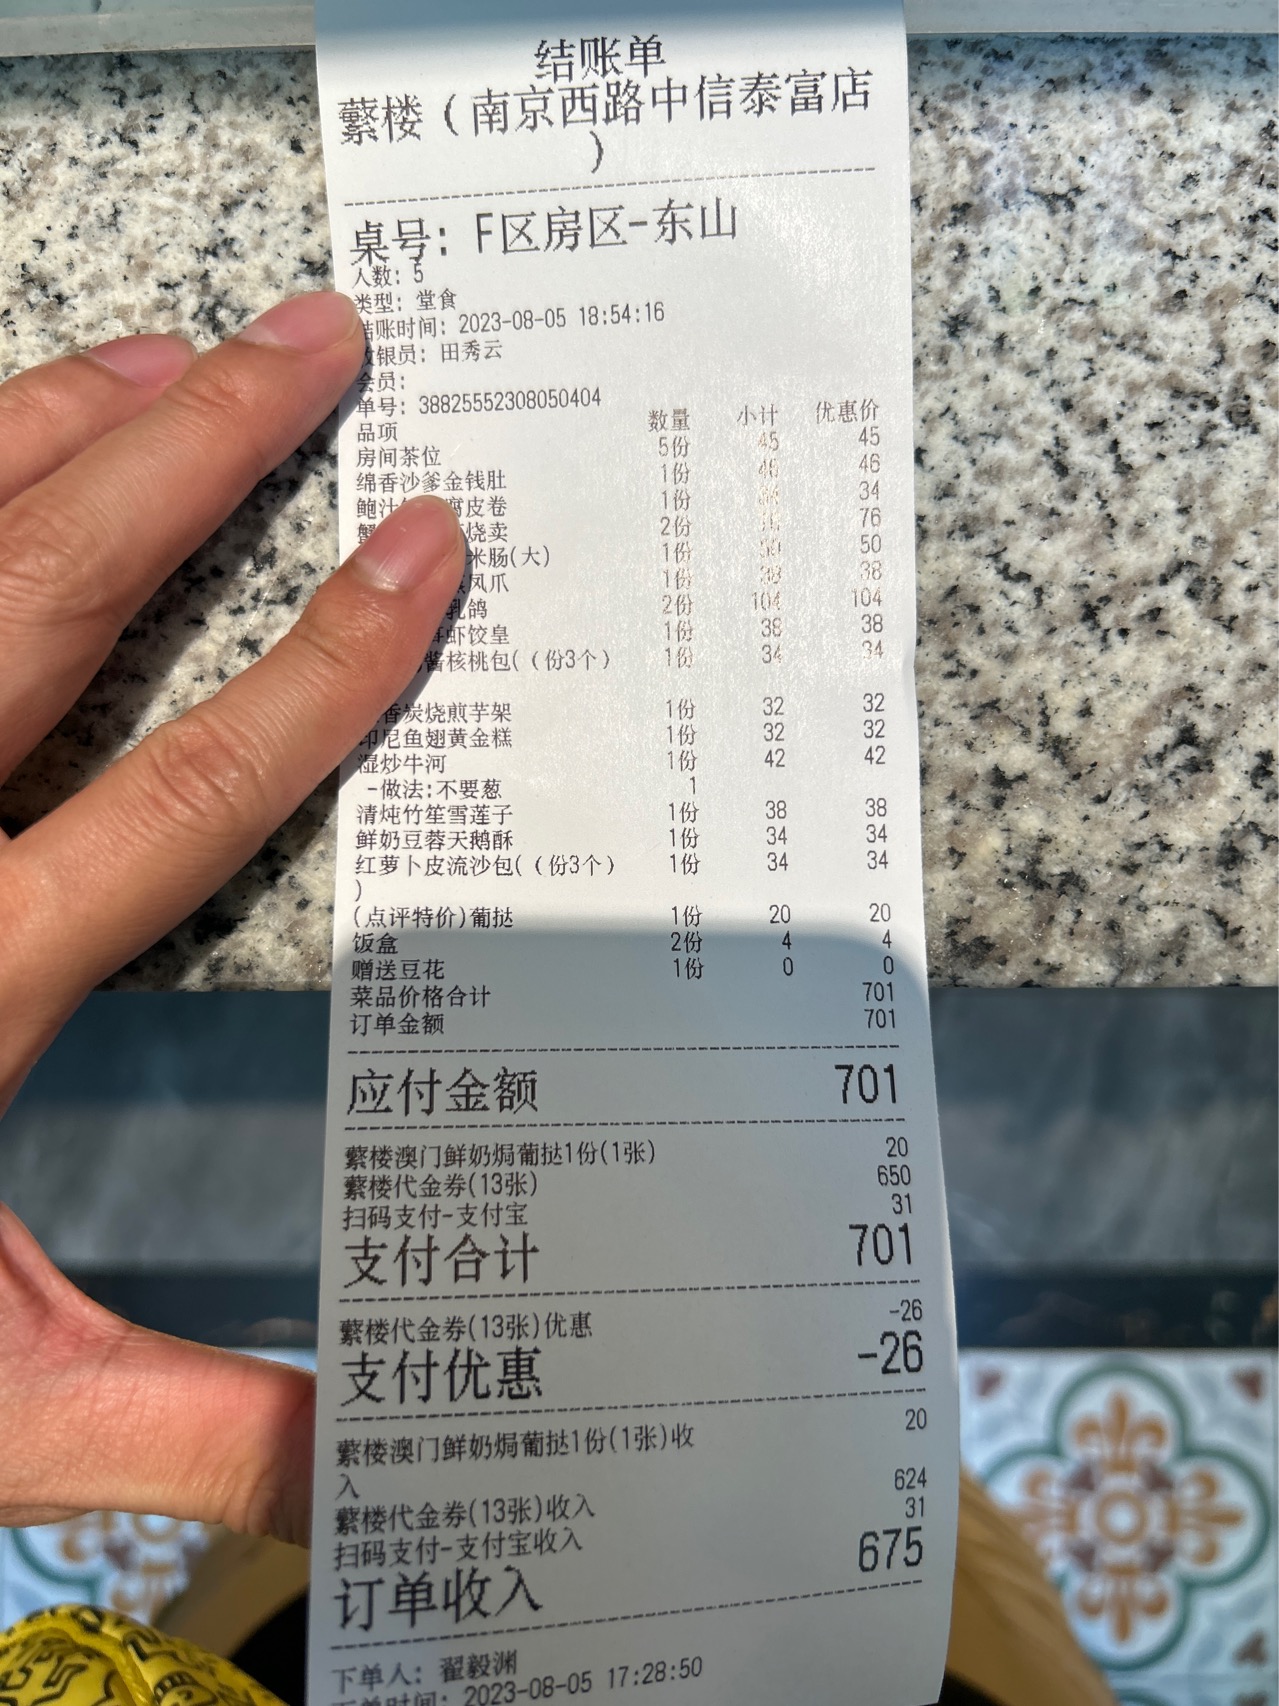 结账单
蘩楼（南京西路中信泰富店
）
桌号: F区房区-东山
人数: 5
类型: 堂食
账时间: 2023-08-05 18:54:16
银员: 田秀云
会员:
单号: 38825552308050404
品项 数量 小计 优惠价
房间茶位 5份 45 45
绵香沙爹金钱肚 1份 46 46
鲍汁 腐皮卷 1份 34 34
蟹 烧卖 2份 76 76
米肠(大) 1份 50 50
凤爪 1份 38 38
乳鸽 2份 104 104
虾饺皇 1份 38 38
酱核桃包(（份3个） 1份 34 34
香炭烧煎芋架 1份 32 32
印尼鱼翅黄金糕 1份 32 32
湿炒牛河 1份 42 42
-做法:不要葱 1
清炖竹笙雪莲子 1份 38 38
鲜奶豆蓉天鹅酥 1份 34 34
红萝卜皮流沙包(（份3个） 1份 34 34
)
(点评特价)葡挞 1份 20 20
饭盒 2份 4 4
赠送豆花 1份 0 0
菜品价格合计 701
订单金额 701
应付金额 701
蘩楼澳门鲜奶焗葡挞1份(1张) 20
蘩楼代金券(13张) 650
扫码支付-支付宝 31
支付合计 701
蘩楼代金券(13张)优惠 -26
支付优惠 -26
蘩楼澳门鲜奶焗葡挞1份(1张)收 20
入
蘩楼代金券(13张)收入 624
扫码支付-支付宝收入 31
订单收入 675
下单人: 翟毅渊
下单时间: 2023-08-05 17:28:50